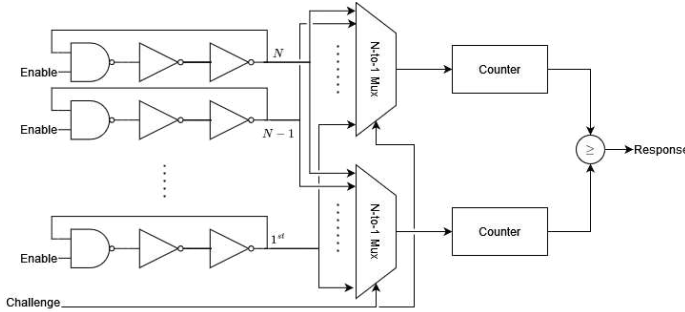 N
Enable
N-to-1 Mux
Counter
Enable
N − 1
≥
Response
N-to-1 Mux
Counter
1st
Enable
Challenge